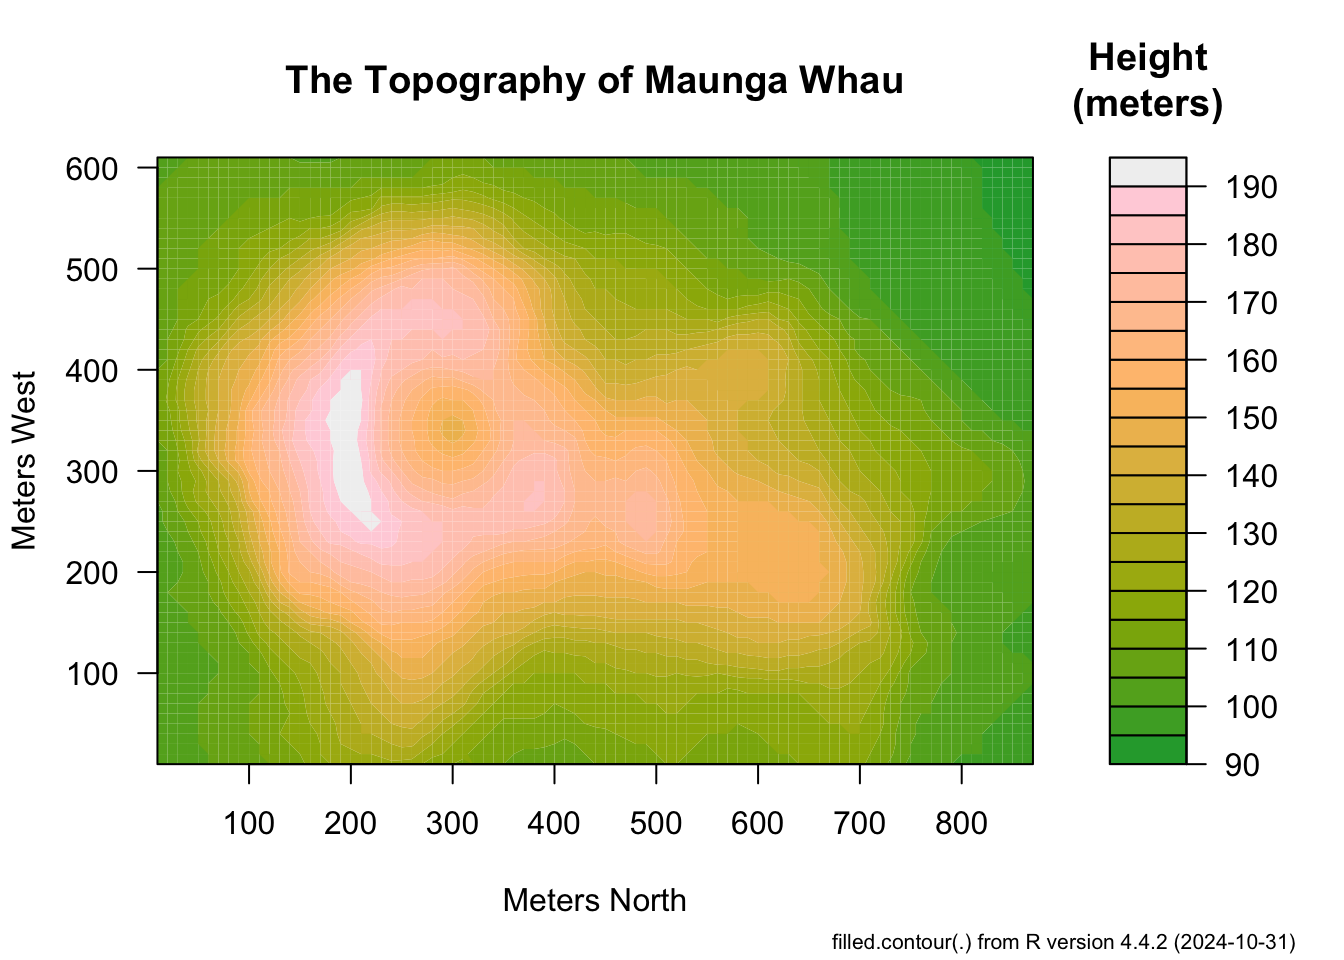 The Topography of Maunga Whau
Height
(meters)
600
500
400
300
200
100
Meters West
100 200 300 400 500 600 700 800
Meters North
190
180
170
160
150
140
130
120
110
100
90
filled.contour(.) from R version 4.4.2 (2024-10-31)